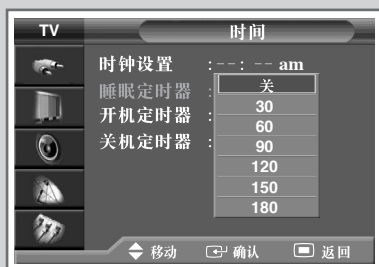 TV 时间
时钟设置 :--:-- am
睡眠定时器 : 关
开机定时器 : 30
60
关机定时器 : 90
120
150
180
移动 确认 返回